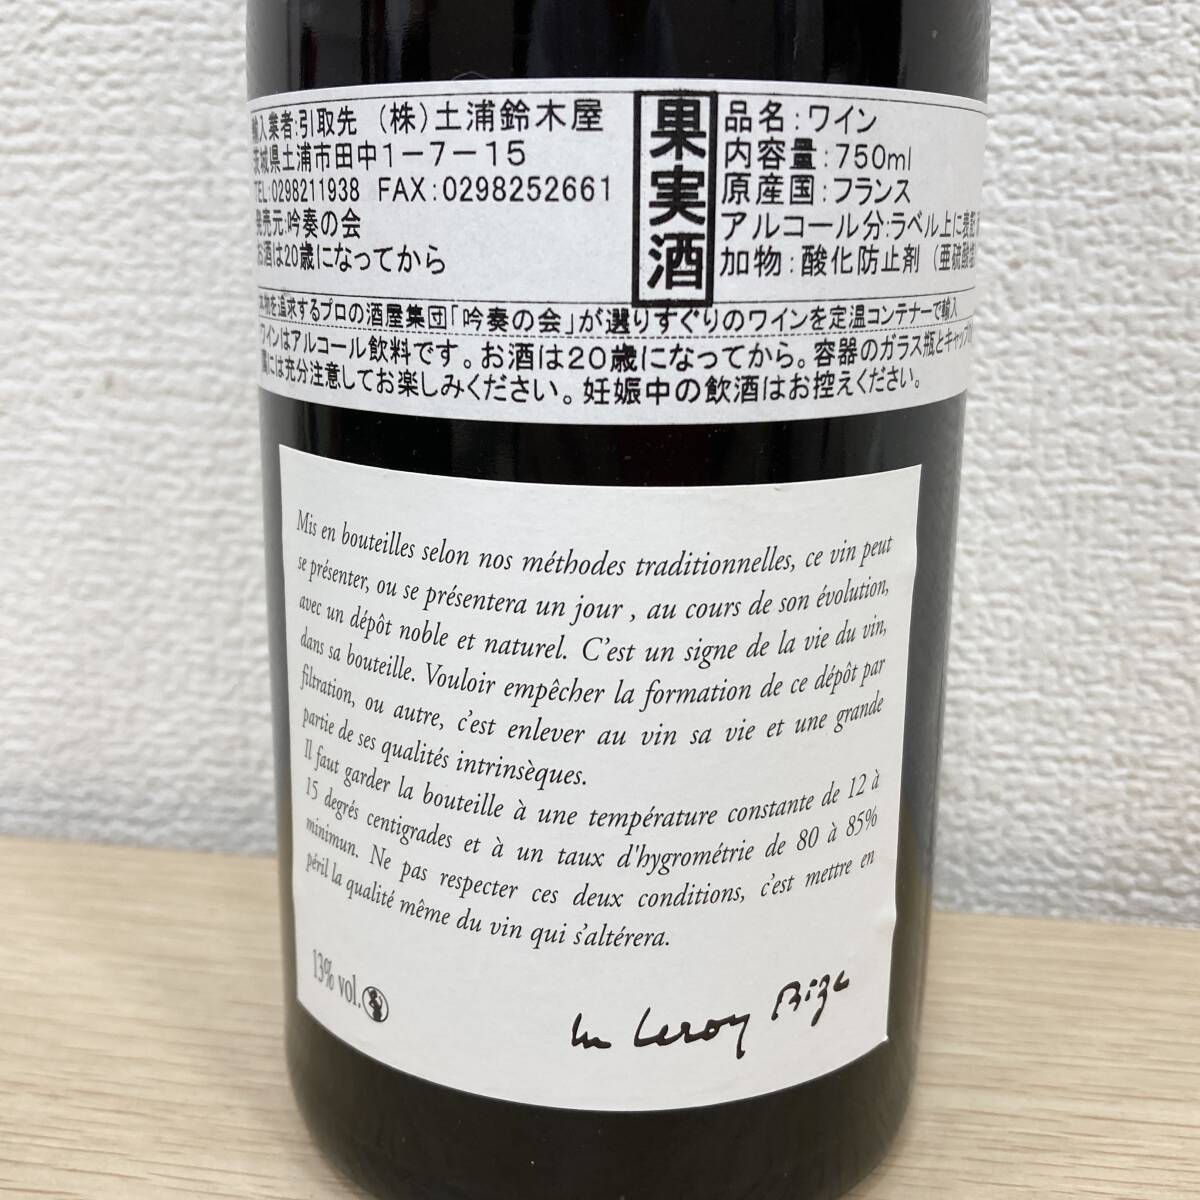 輸入業者:引取先 (株)土浦鈴木屋
茨城県土浦市田中1-7-15
TEL:0298211938 FAX:0298252661
発売元:吟奏の会
お酒は20歳になってから
果実酒
品名:ワイン
内容量:750ml
原産国:フランス
アルコール分:ラベル上に表記
加物:酸化防止剤(亜硫酸塩
本物を追求するプロの酒屋集団「吟奏の会」が選りすぐりのワインを定温コンテナーで輸入
ワインはアルコール飲料です。お酒は20歳になってから。容器のガラス瓶とキャップの
には充分注意してお楽しみください。妊娠中の飲酒はお控えください。
Mis en bouteilles selon nos méthodes traditionnelles, ce vin peut
se présenter, ou se présentera un jour , au cours de son évolution,
avec un dépôt noble et naturel. C'est un signe de la vie du vin,
dans sa bouteille. Vouloir empêcher la formation de ce dépôt par
filtration, ou autre, c'est enlever au vin sa vie et une grande
partie de ses qualités intrinsèques.
Il faut garder la bouteille à une température constante de 12 à
15 degrés centigrades et à un taux d'hygrométrie de 80 à 85%
minimun. Ne pas respecter ces deux conditions, c'est mettre en
péril la qualité même du vin qui s'altérera.
13% vol.
Leroy Bize